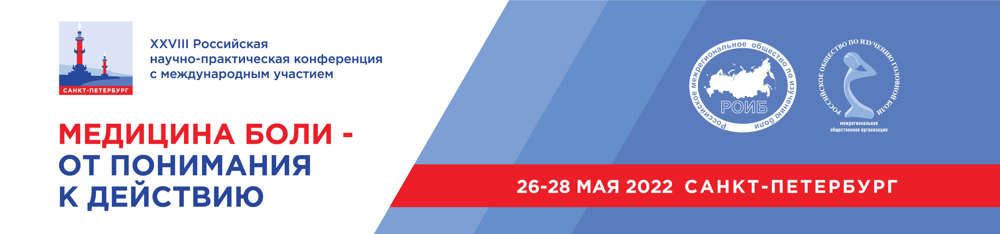 XXVIII Российская
научно-практическая конференция
с международным участием
САНКТ-ПЕТЕРБУРГ
МЕДИЦИНА БОЛИ -
ОТ ПОНИМАНИЯ
К ДЕЙСТВИЮ
Российское межрегиональное общество по изучению боли
РОИБ
РОССИЙСКОЕ ОБЩЕСТВО ПО ИЗУЧЕНИЮ ГОЛОВНОЙ БОЛИ
межрегиональная
общественная организация
26-28 МАЯ 2022 САНКТ-ПЕТЕРБУРГ